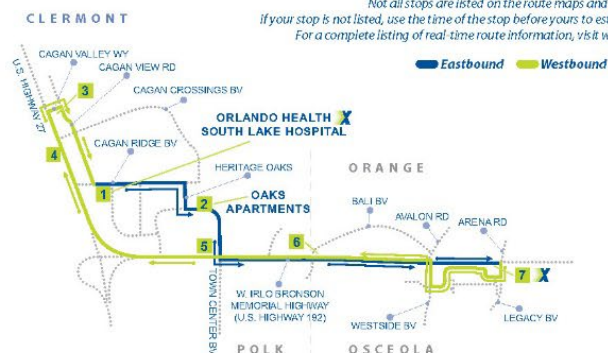 Not all stops are listed on the route maps and
if your stop is not listed, use the time of the stop before yours to est
For a complete listing of real-time route information, visit w
CLERMONT
Eastbound
Westbound
CAGAN VALLEY WY
CAGAN VIEW RD
U.S. HIGHWAY 27
3
CAGAN CROSSINGS BV
ORLANDO HEALTH X
SOUTH LAKE HOSPITAL
4
CAGAN RIDGE BV
HERITAGE OAKS
ORANGE
1
2
OAKS
APARTMENTS
BALI BV
AVALON RD
ARENA RD
5
6
7 X
TOWN CENTER BV
W. IRLO BRONSON
MEMORIAL HIGHWAY
(U.S. HIGHWAY 192)
WESTSIDE BV
LEGACY BV
POLK
OSCEOLA